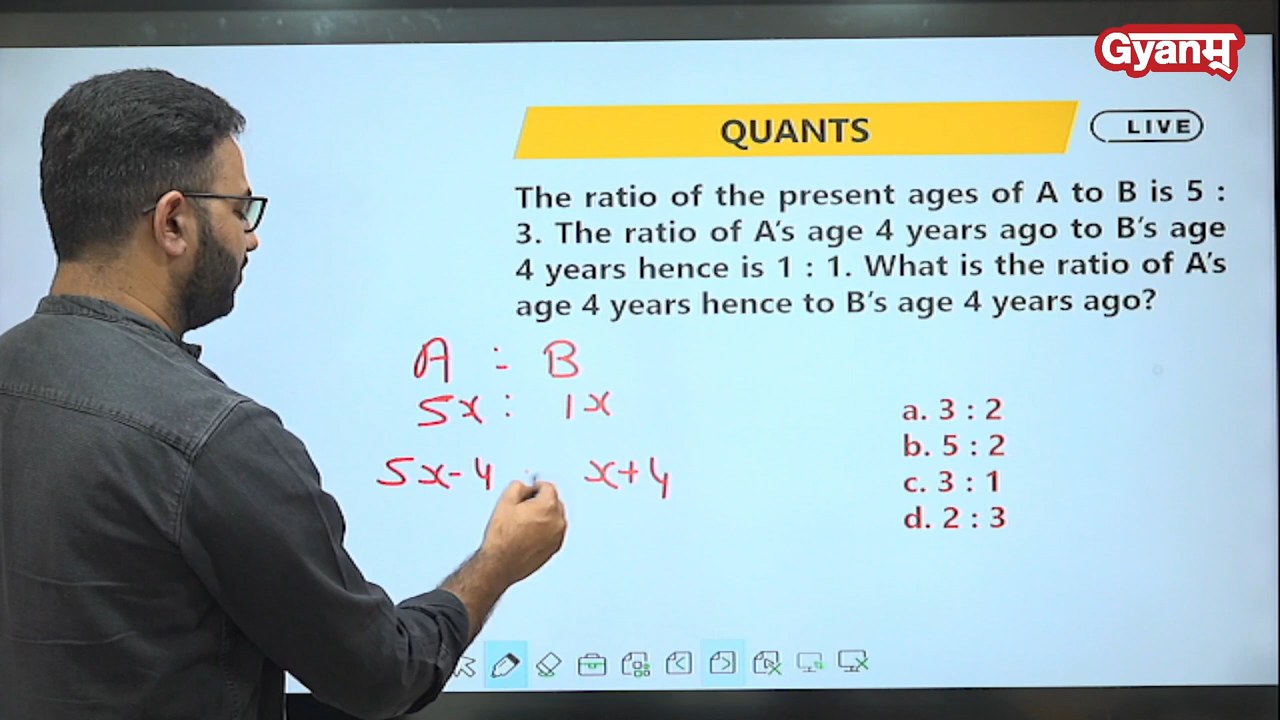 Gyanम्
QUANTS
LIVE
The ratio of the present ages of A to B is 5 :
3. The ratio of A's age 4 years ago to B's age
4 years hence is 1 : 1. What is the ratio of A's
age 4 years hence to B's age 4 years ago?
A : B
5x : 1x
5x-4 x+4
a. 3 : 2
b. 5 : 2
c. 3 : 1
d. 2 : 3